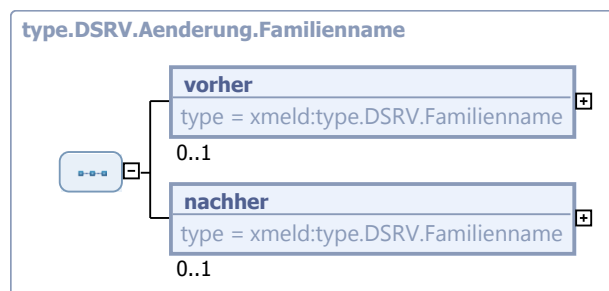 type.DSRV.Aenderung.Familienname
vorher
type = xmeld:type.DSRV.Familienname
0..1
nachher
type = xmeld:type.DSRV.Familienname
0..1